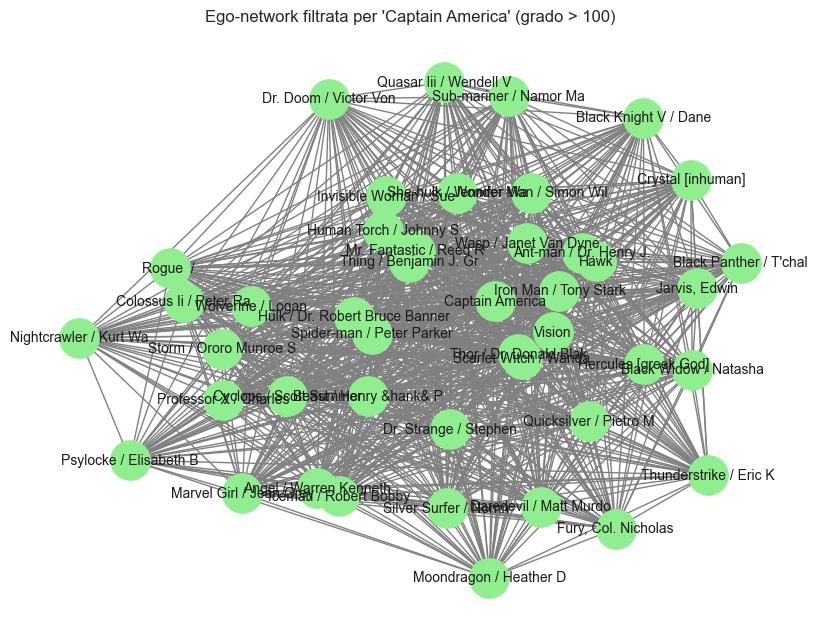 Ego-network filtrata per 'Captain America' (grado > 100)
Quasar Iii / Wendell V
Dr. Doom / Victor Von
Sub-mariner / Namor Ma
Black Knight V / Dane
Crystal [inhuman]
Invisible Woman / Sue
She-hulk / Jennifer Wa
Wonder Man / Simon Wil
Human Torch / Johnny S
Mr. Fantastic / Reed R
Wasp / Janet Van Dyne
Ant-man / Dr. Henry J
Thing / Benjamin J. Gr
Hawk
Black Panther / T'chal
Rogue /
Iron Man / Tony Stark
Jarvis, Edwin
Colossus Ii / Peter Ra
Wolverine / Logan
Captain America
Hulk / Dr. Robert Bruce Banner
Spider-man / Peter Parker
Vision
Nightcrawler / Kurt Wa
Storm / Ororo Munroe S
Thor / Dr. Donald Blak
Scarlet Witch / Wanda
Hercules [greek God]
Black Widow / Natasha
Professor X / Charles
Cyclops / Scott Summer
Beast / Henry &hank& P
Quicksilver / Pietro M
Dr. Strange / Stephen
Psylocke / Elisabeth B
Thunderstrike / Eric K
Angel / Warren Kenneth
Marvel Girl / Jean Grey
Iceman / Robert Bobby
Silver Surfer / Norrin
Daredevil / Matt Murdo
Fury, Col. Nicholas
Moondragon / Heather D